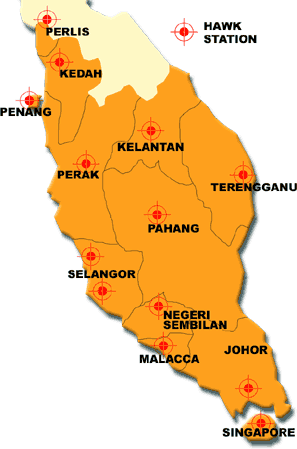 PERLIS
HAWK
STATION
KEDAH
PENANG
KELANTAN
PERAK
TERENGGANU
PAHANG
SELANGOR
NEGERI
SEMBILAN
JOHOR
MALACCA
SINGAPORE